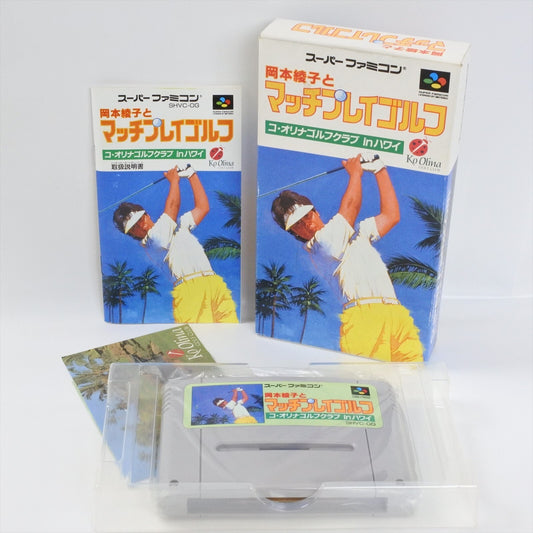 スーパーファミコン
SHVC-OG
岡本綾子と
マッチプレイゴルフ
コ・オリナゴルフクラブ Inハワイ
取扱説明書
Ko Olina
スーパーファミコン
岡本綾子と
マッチプレイゴルフ
コ・オリナゴルフクラブ Inハワイ
Ko Olina
Ko Olina
スーパーファミコン
岡本綾子と
マッチプレイゴルフ
コ・オリナゴルフクラブ Inハワイ
SHVC-OG